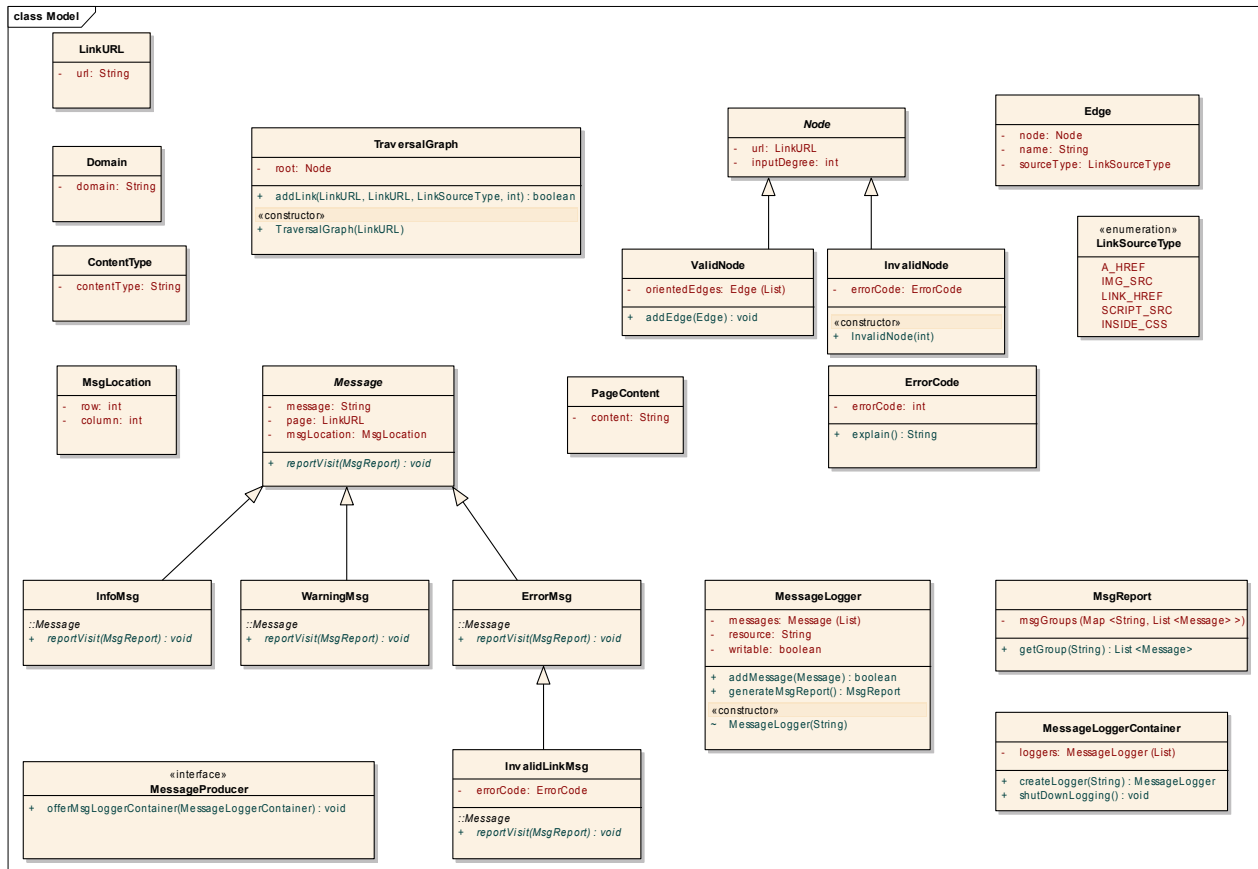 class Model
LinkURL
- url: String
Domain
- domain: String
ContentType
- contentType: String
TraversalGraph
- root: Node
+ addLink(LinkURL, LinkURL, LinkSourceType, int) : boolean
«constructor»
+ TraversalGraph(LinkURL)
Node
- url: LinkURL
- inputDegree: int
Edge
- node: Node
- name: String
- sourceType: LinkSourceType
ValidNode
- orientedEdges: Edge (List)
+ addEdge(Edge) : void
InvalidNode
- errorCode: ErrorCode
«constructor»
+ InvalidNode(int)
«enumeration»
LinkSourceType
A_HREF
IMG_SRC
LINK_HREF
SCRIPT_SRC
INSIDE_CSS
MsgLocation
- row: int
- column: int
Message
- message: String
- page: LinkURL
- msgLocation: MsgLocation
+ reportVisit(MsgReport) : void
PageContent
- content: String
ErrorCode
- errorCode: int
+ explain() : String
InfoMsg
::Message
+ reportVisit(MsgReport) : void
WarningMsg
::Message
+ reportVisit(MsgReport) : void
ErrorMsg
::Message
+ reportVisit(MsgReport) : void
MessageLogger
- messages: Message (List)
- resource: String
- writable: boolean
+ addMessage(Message) : boolean
+ generateMsgReport() : MsgReport
«constructor»
~ MessageLogger(String)
MsgReport
- msgGroups (Map <String, List <Message> >)
+ getGroup(String) : List <Message>
MessageLoggerContainer
- loggers: MessageLogger (List)
+ createLogger(String) : MessageLogger
+ shutDownLogging() : void
«interface»
MessageProducer
+ offerMsgLoggerContainer(MessageLoggerContainer) : void
InvalidLinkMsg
- errorCode: ErrorCode
::Message
+ reportVisit(MsgReport) : void